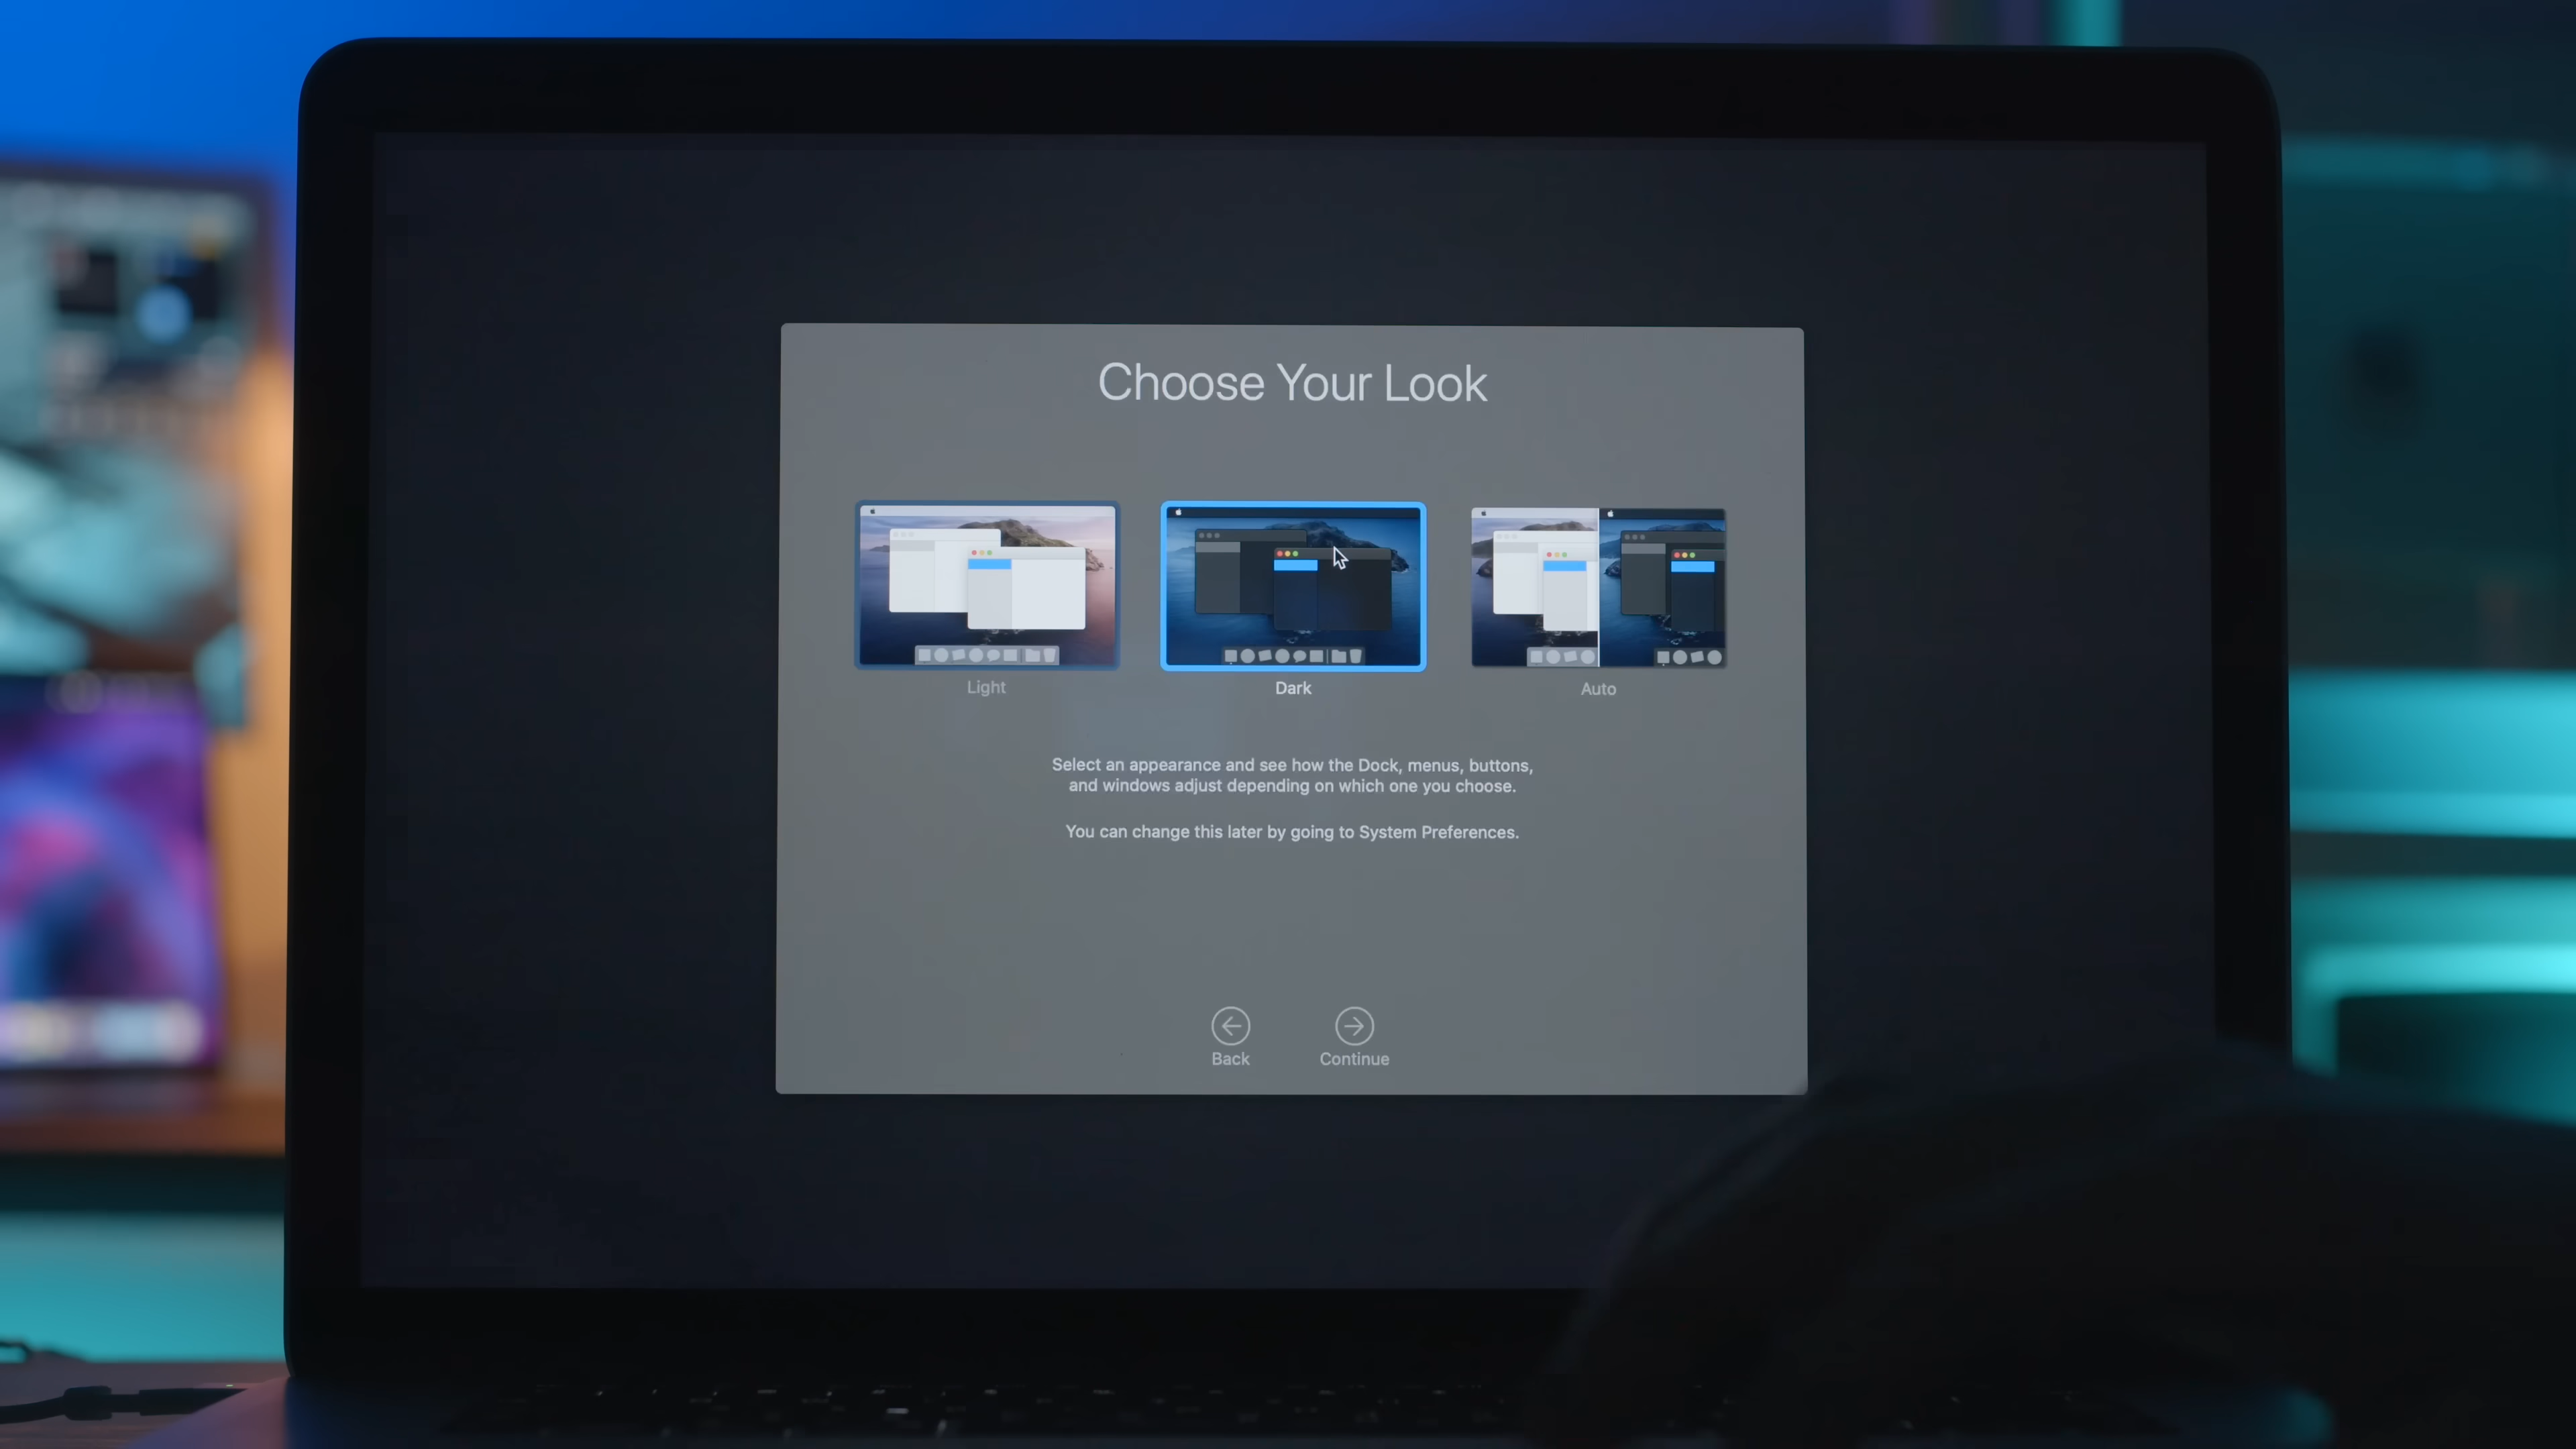 Choose Your Look
Light
Dark
Auto
Select an appearance and see how the Dock, menus, buttons,
and windows adjust depending on which one you choose.
You can change this later by going to System Preferences.
Back
Continue